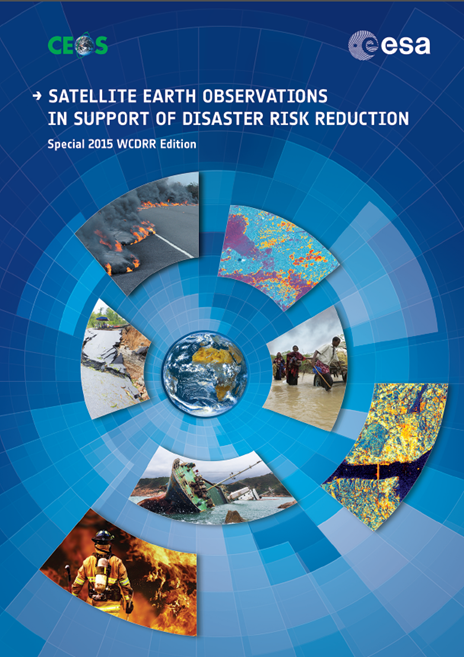 CEOS
esa
→ SATELLITE EARTH OBSERVATIONS
IN SUPPORT OF DISASTER RISK REDUCTION
Special 2015 WCDRR Edition